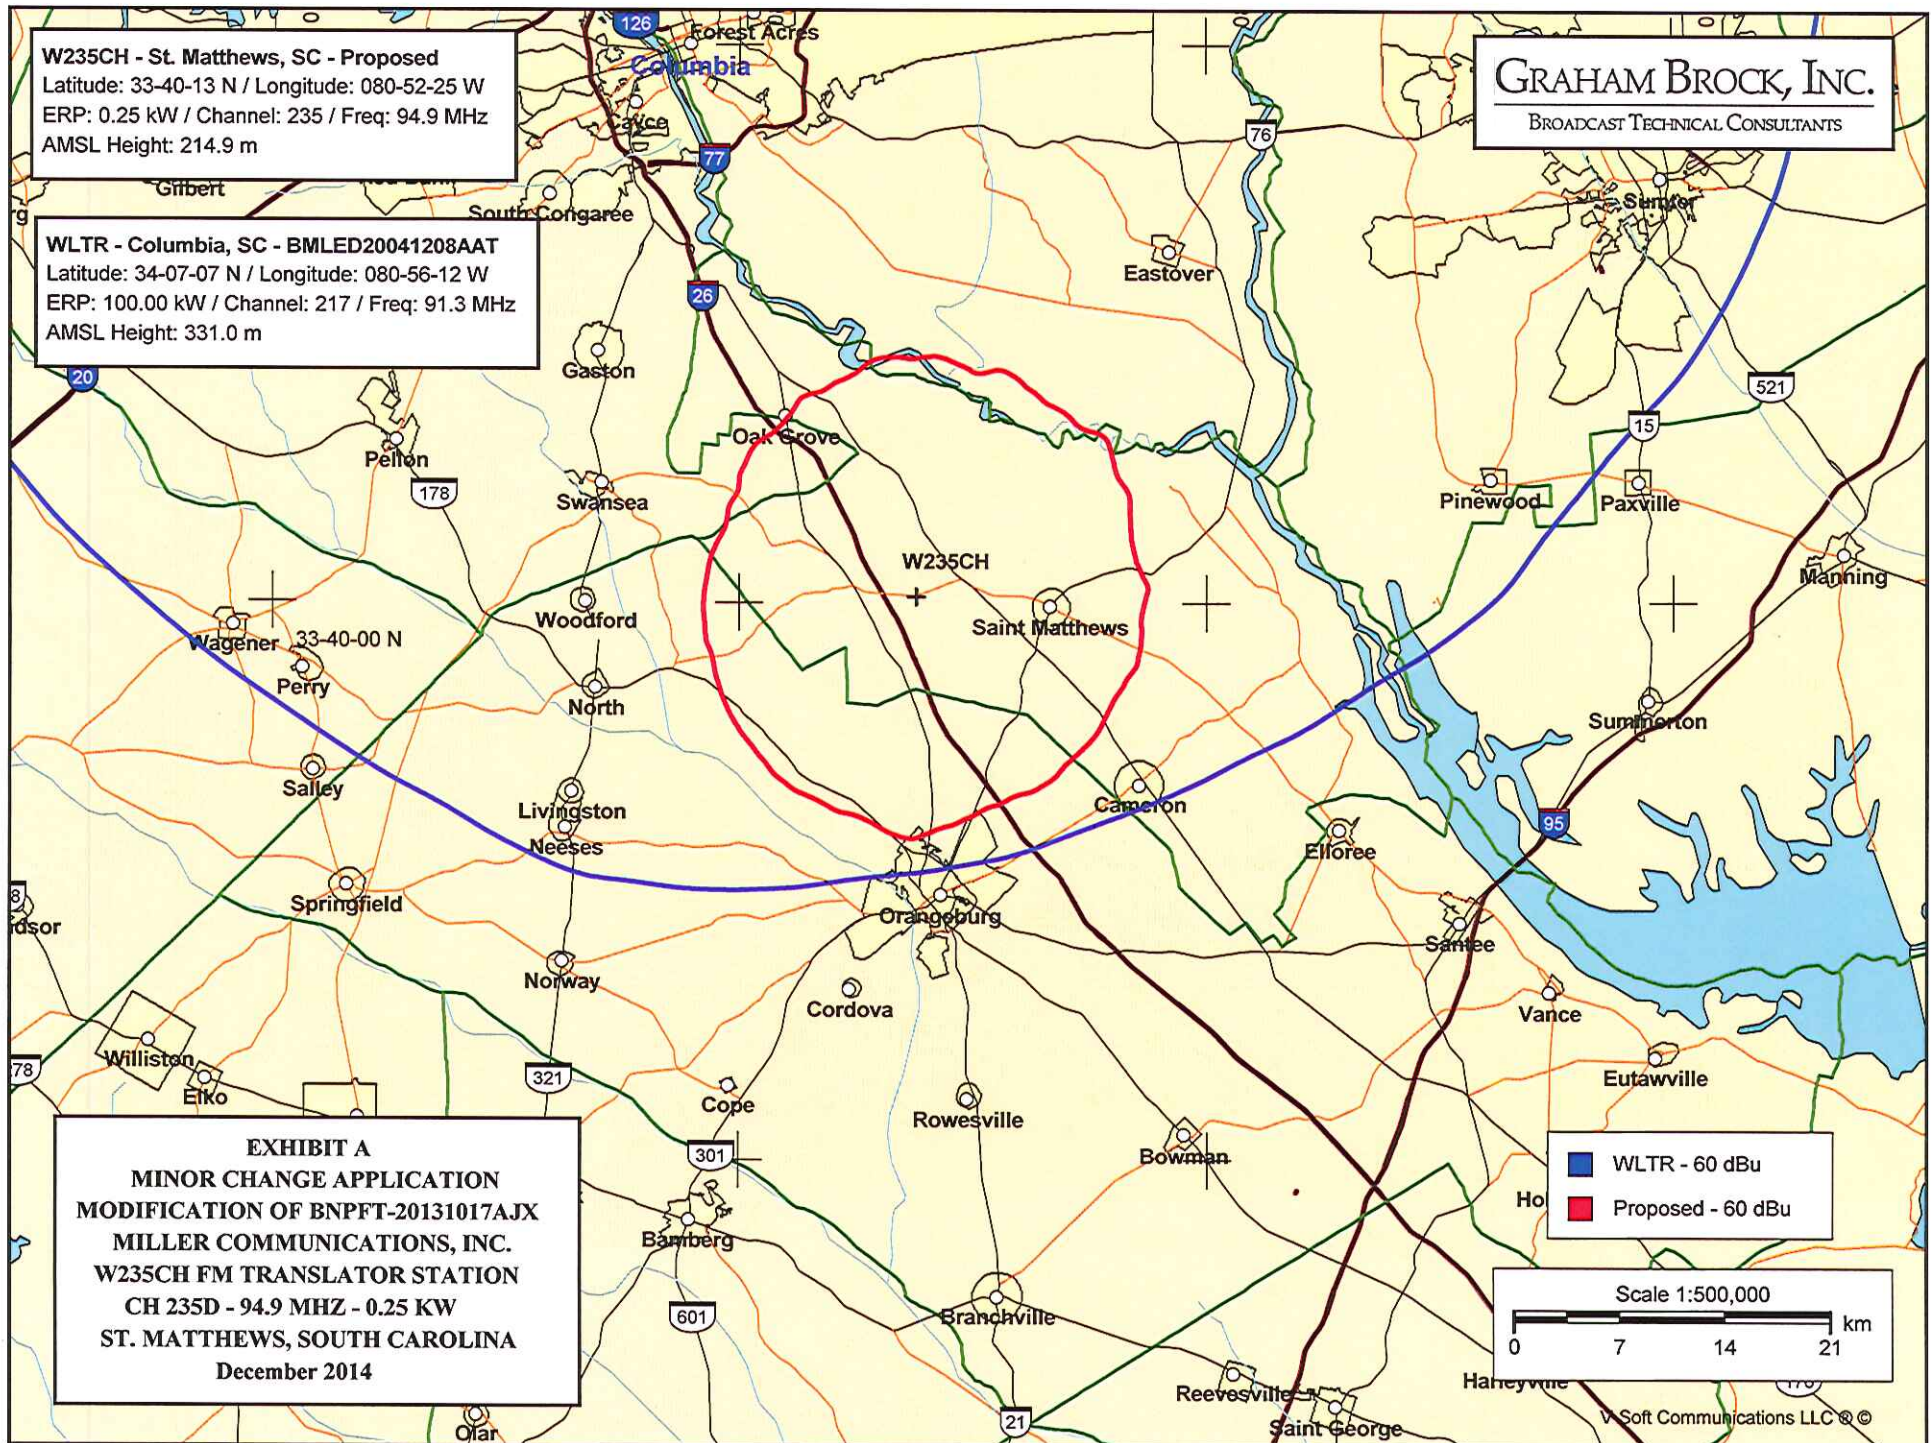 W235CH - St. Matthews, SC - Proposed
Latitude: 33-40-13 N / Longitude: 080-52-25 W
ERP: 0.25 kW / Channel: 235 / Freq: 94.9 MHz
AMSL Height: 214.9 m
WLTR - Columbia, SC - BMLED20041208AAT
Latitude: 34-07-07 N / Longitude: 080-56-12 W
ERP: 100.00 kW / Channel: 217 / Freq: 91.3 MHz
AMSL Height: 331.0 m
GRAHAM BROCK, INC.
BROADCAST TECHNICAL CONSULTANTS
126
Forest Acres
Columbia
Cayce
77
76
Gilbert
South Congaree
Sumter
Eastover
26
Gaston
20
521
15
Oak Grove
Pelion
178
Swansea
Pinewood
Paxville
W235CH
Manning
Woodford
Saint Matthews
Wagener
33-40-00 N
Perry
North
Summerton
Salley
Livingston
Cameron
95
Neeses
Elloree
Springfield
Orangeburg
Santee
Norway
Cordova
Vance
Williston
Elko
321
Cope
Rowesville
Eutawville
301
Bowman
Bamberg
601
Branchville
Reevesville
Harleyville
Saint George
Olar
21
EXHIBIT A
MINOR CHANGE APPLICATION
MODIFICATION OF BNPFT-20131017AJX
MILLER COMMUNICATIONS, INC.
W235CH FM TRANSLATOR STATION
CH 235D - 94.9 MHZ - 0.25 KW
ST. MATTHEWS, SOUTH CAROLINA
December 2014
WLTR - 60 dBu
Proposed - 60 dBu
Scale 1:500,000
km
0 7 14 21
V-Soft Communications LLC ® ©